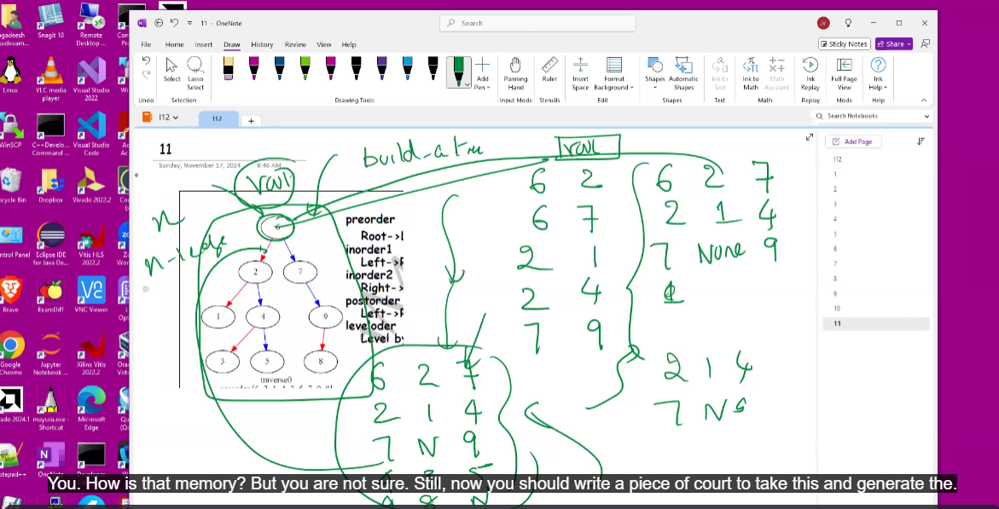 gadeesh
sudevam...
Snagit 10
Remote
Desktop ...
11 - OneNote
Search
JV
File Home Insert Draw History Review View Help
Sticky Notes
Share
Linux
VLC media
player
Visual Studio
2022
Select
Lasso
Select
Add
Pen
Panning
Hand
Ruler
Insert
Space
Format
Background
Shapes
Automatic
Shapes
Ink to
Text
Ink to
Math
Math
Assistant
Ink
Replay
Full Page
View
Ink
Help
Undo Selection Drawing Tools Input Mode Stencils Edit Shapes Text Math Replay Mode Help
I12
I12
Search Notebooks
WinSCP
C++Develo...
Command ...
Visual Studio
Code
11
Sunday, November 17, 2024 9:46 AM
Add Page
I12
1
2
3
4
5
6
7
8
9
10
11
ecycle Bin
Dropbox
Vivado 2022.2
ntrol Panel
Eclipse IDE
for Java De...
Vitis HLS
2022.2
Brave
ExamDiff
VNC Viewer
Google
Chrome
Jupyter
Notebook ...
Xilinx Vitis
2022.2
ado 2024.1
mayura.exe -
Shortcut
Microsoft
Edge
otepad++
build-a tree
root
root
n
n-1 edge
6
2 7
1 4 9
3 5 8
traverse0
preorder
Root->L
inorder1
Left->R
inorder2
Right->
postorder
Left->R
leveloder
Level by
6 2
6 7
2 1
2 4
7 9
6 2 7
2 1 4
7 None 9
2 1 4
7 N 9
6 2 7
2 1 4
7 N 9
You. How is that memory? But you are not sure. Still, now you should write a piece of court to take this and generate the.